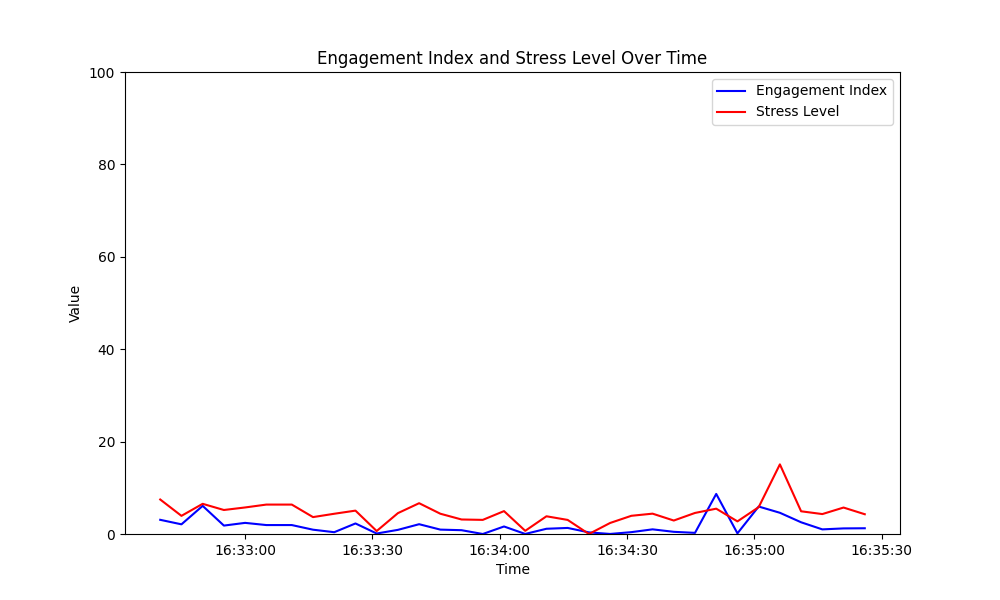 Engagement Index and Stress Level Over Time
100
80
60
40
20
0
Value
Engagement Index
Stress Level
16:33:00
16:33:30
16:34:00
16:34:30
16:35:00
16:35:30
Time